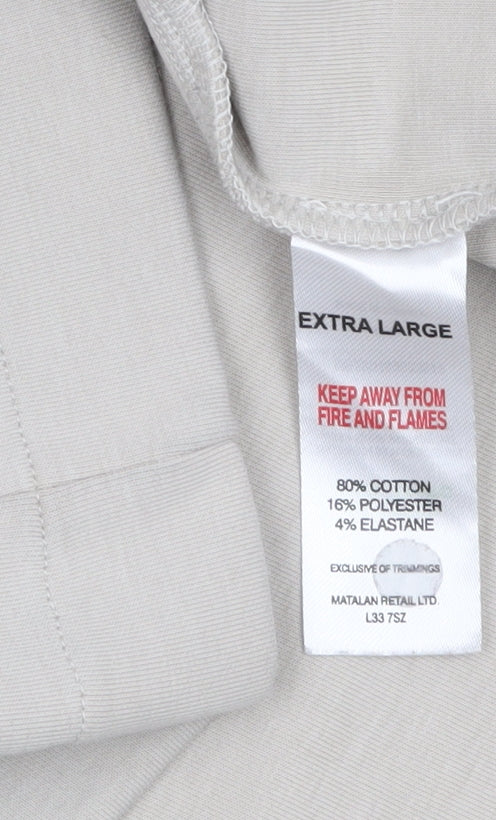 EXTRA LARGE
KEEP AWAY FROM
FIRE AND FLAMES
80% COTTON
16% POLYESTER
4% ELASTANE
EXCLUSIVE OF TRIMMINGS
MATALAN RETAIL LTD.
L33 7SZ